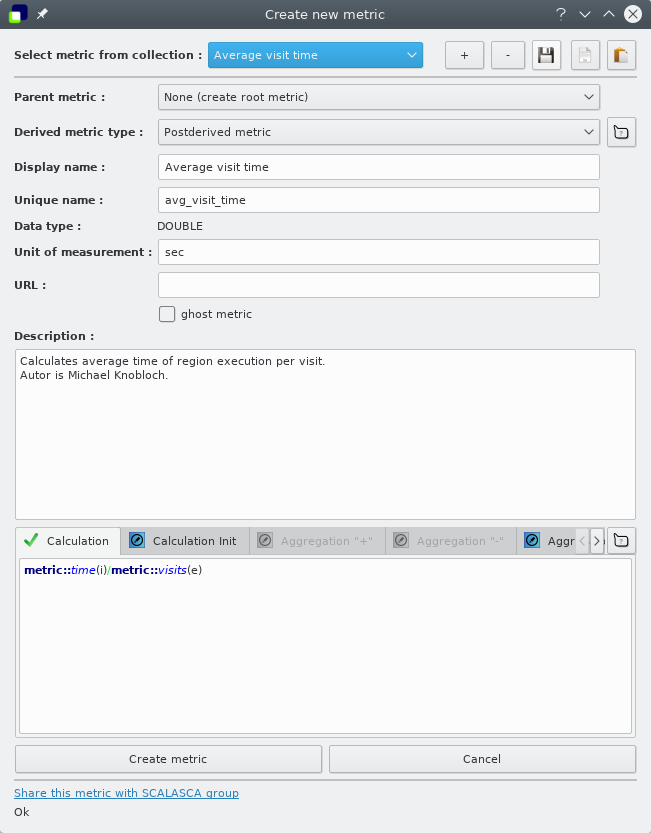 Create new metric
Select metric from collection : Average visit time + -
Parent metric : None (create root metric)
Derived metric type : Postderived metric
Display name : Average visit time
Unique name : avg_visit_time
Data type : DOUBLE
Unit of measurement : sec
URL :
ghost metric
Description :
Calculates average time of region execution per visit.
Autor is Michael Knobloch.
Calculation Calculation Init Aggregation "+" Aggregation "-" Aggr
metric::time(i)/metric::visits(e)
Create metric Cancel
Share this metric with SCALASCA group
Ok